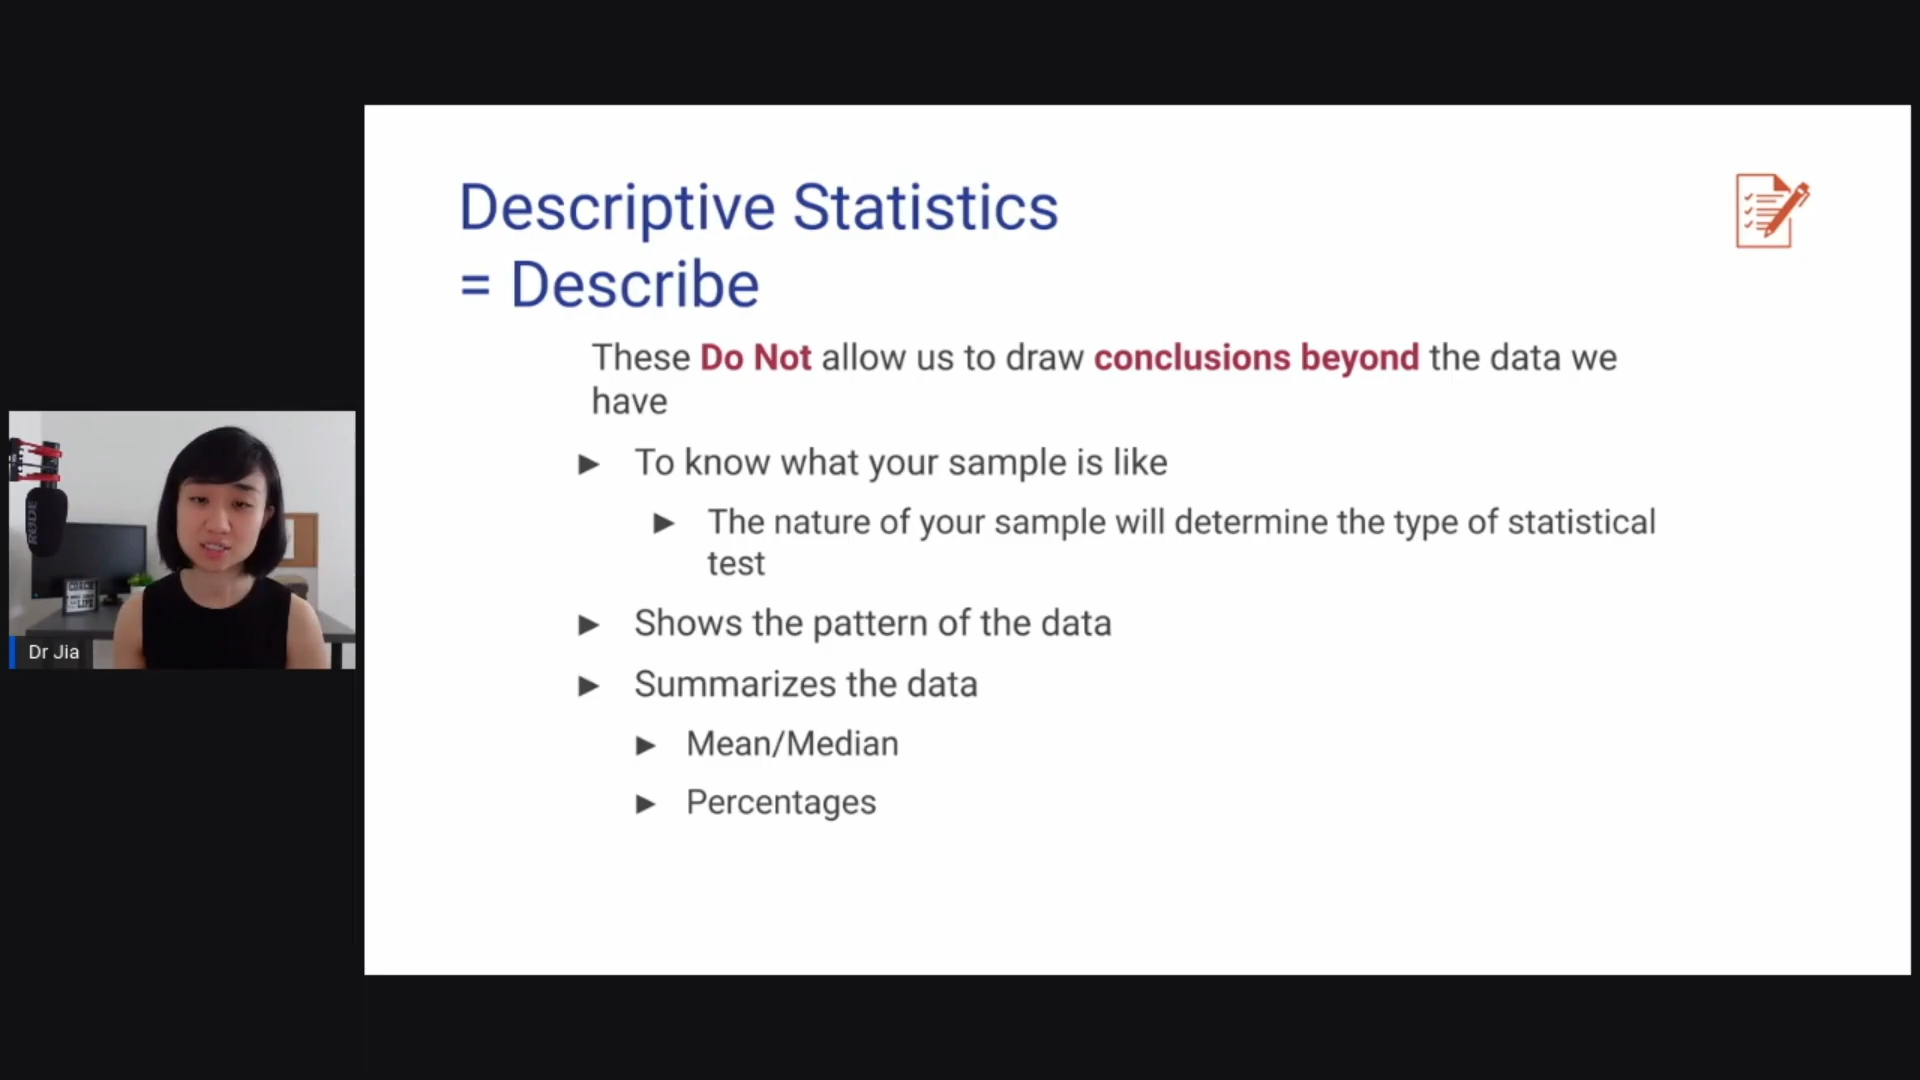 Descriptive Statistics
= Describe
These Do Not allow us to draw conclusions beyond the data we
have
► To know what your sample is like
► The nature of your sample will determine the type of statistical
test
► Shows the pattern of the data
► Summarizes the data
► Mean/Median
► Percentages
RØDE
Dr Jia